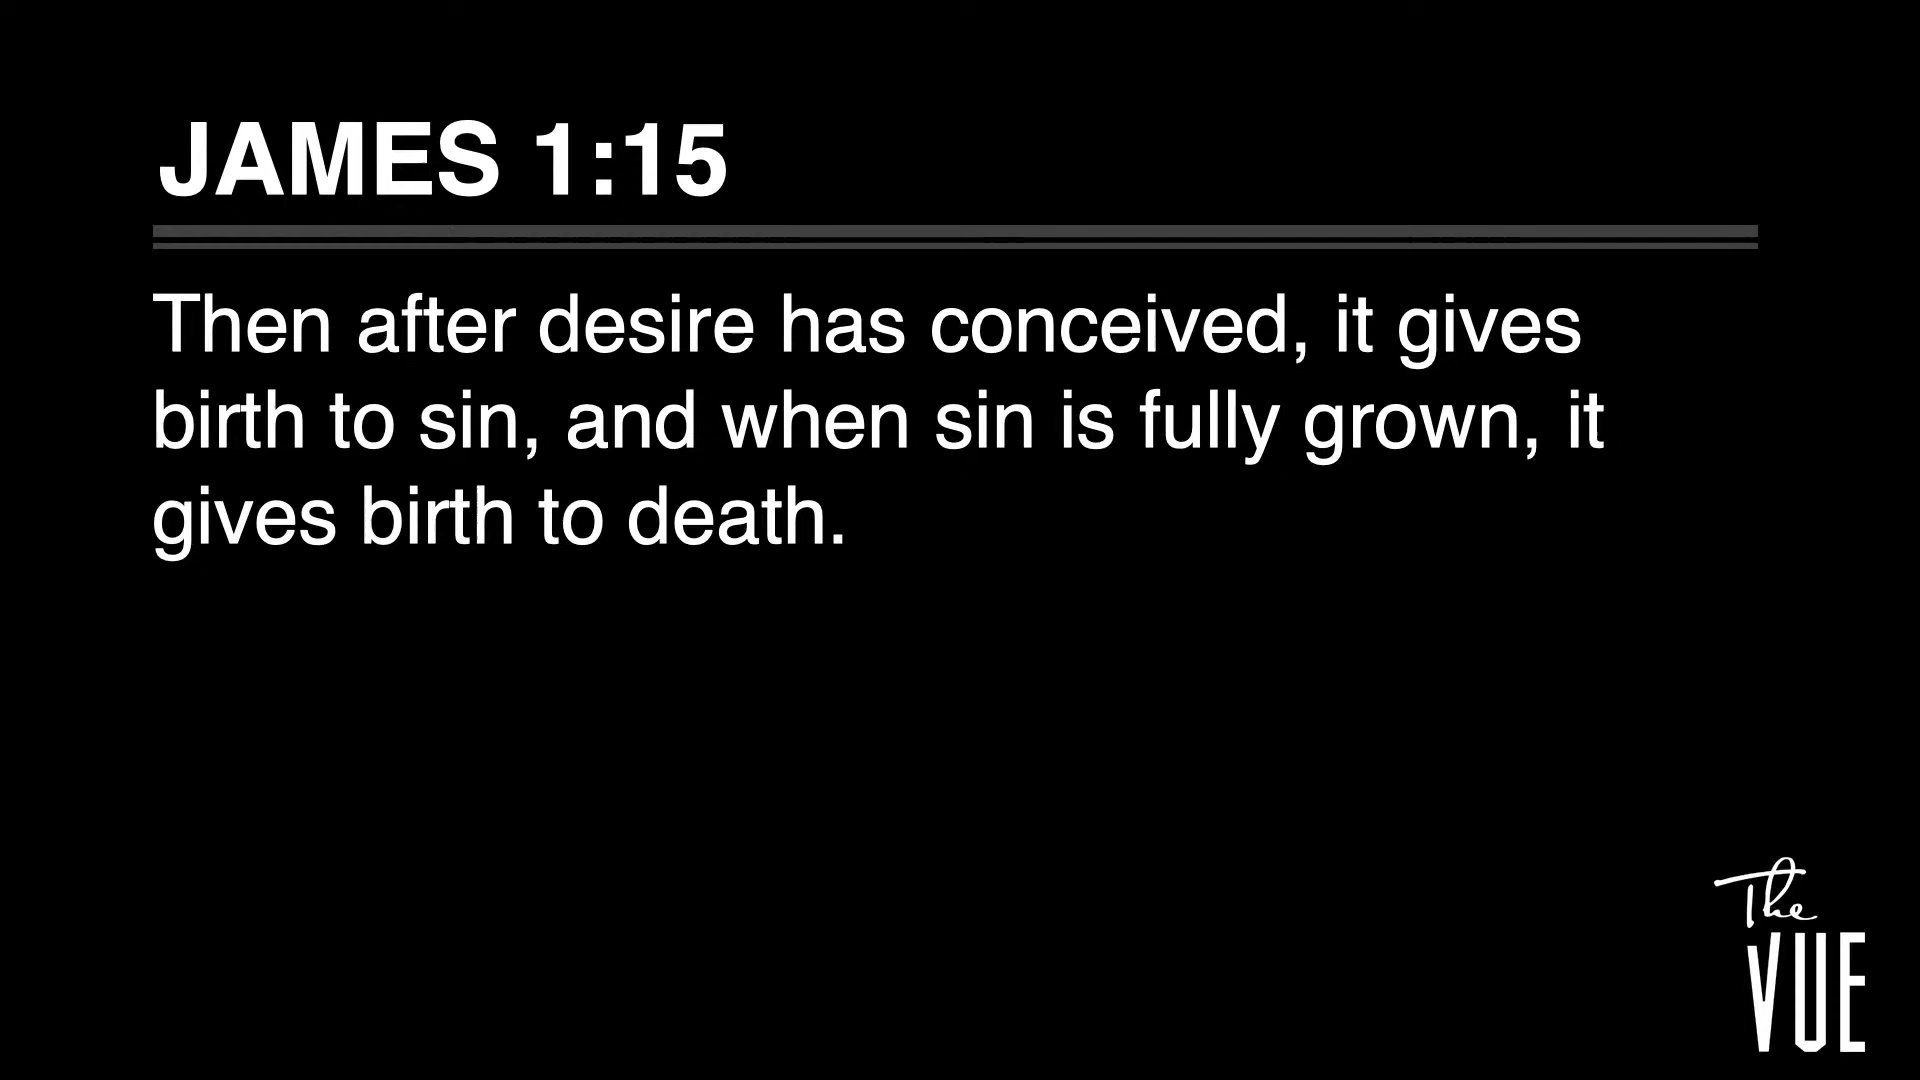 JAMES 1:15
Then after desire has conceived, it gives
birth to sin, and when sin is fully grown, it
gives birth to death.
The
VUE